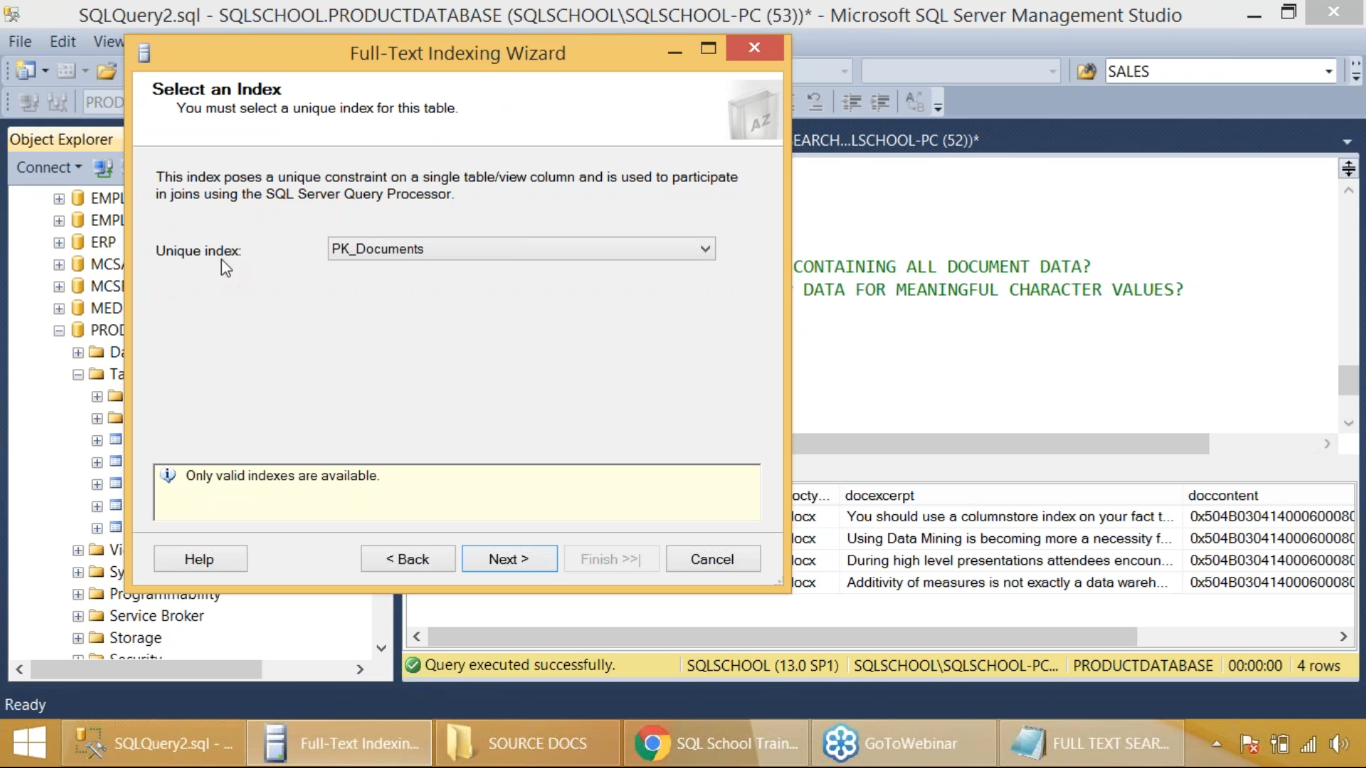 SQLQuery2.sql - SQLSCHOOL.PRODUCTDATABASE (SQLSCHOOL\SQLSCHOOL-PC (53))* - Microsoft SQL Server Management Studio
File Edit View
Full-Text Indexing Wizard
SALES
PROD
Select an Index
You must select a unique index for this table.
AZ
Object Explorer
EARCH...LSCHOOL-PC (52))*
Connect
This index poses a unique constraint on a single table/view column and is used to participate
in joins using the SQL Server Query Processor.
EMPL
EMPL
ERP
MCSA
MCSE
MED
PROD
Da
Ta
Unique index:
PK_Documents
CONTAINING ALL DOCUMENT DATA?
DATA FOR MEANINGFUL CHARACTER VALUES?
Only valid indexes are available.
Help
< Back
Next >
Finish >>|
Cancel
Vi
Sy
Programmability
Service Broker
Storage
Security
octy... docexcerpt doccontent
locx You should use a columnstore index on your fact t... 0x504B030414000600080
locx Using Data Mining is becoming more a necessity f... 0x504B030414000600080
locx During high level presentations attendees encoun... 0x504B030414000600080
locx Additivity of measures is not exactly a data wareh... 0x504B030414000600080
Query executed successfully. SQLSCHOOL (13.0 SP1) SQLSCHOOL\SQLSCHOOL-PC... PRODUCTDATABASE 00:00:00 4 rows
Ready
SQLQuery2.sql - ...
Full-Text Indexin...
SOURCE DOCS
SQL School Train...
GoToWebinar
FULL TEXT SEAR...